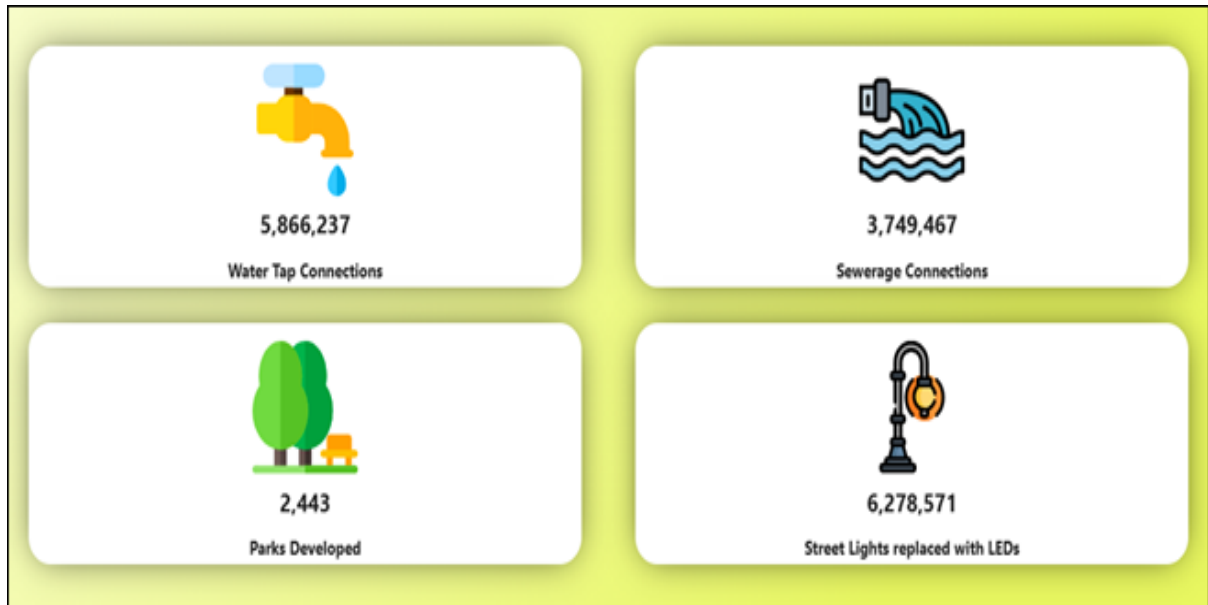 5,866,237
Water Tap Connections
3,749,467
Sewerage Connections
2,443
Parks Developed
6,278,571
Street Lights replaced with LEDs